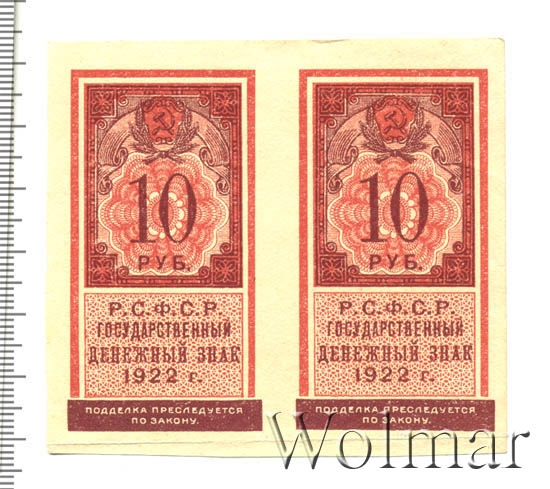 10
РУБ.
Р.С.Ф.С.Р.
ГОСУДАРСТВЕННЫЙ
ДЕНЕЖНЫЙ ЗНАК
1922 г.
ПОДДЕЛКА ПРЕСЛЕДУЕТСЯ
ПО ЗАКОНУ.
10
РУБ.
Р.С.Ф.С.Р.
ГОСУДАРСТВЕННЫЙ
ДЕНЕЖНЫЙ ЗНАК
1922 г.
ПОДДЕЛКА ПРЕСЛЕДУЕТСЯ
ПО ЗАКОНУ.
Wolmar